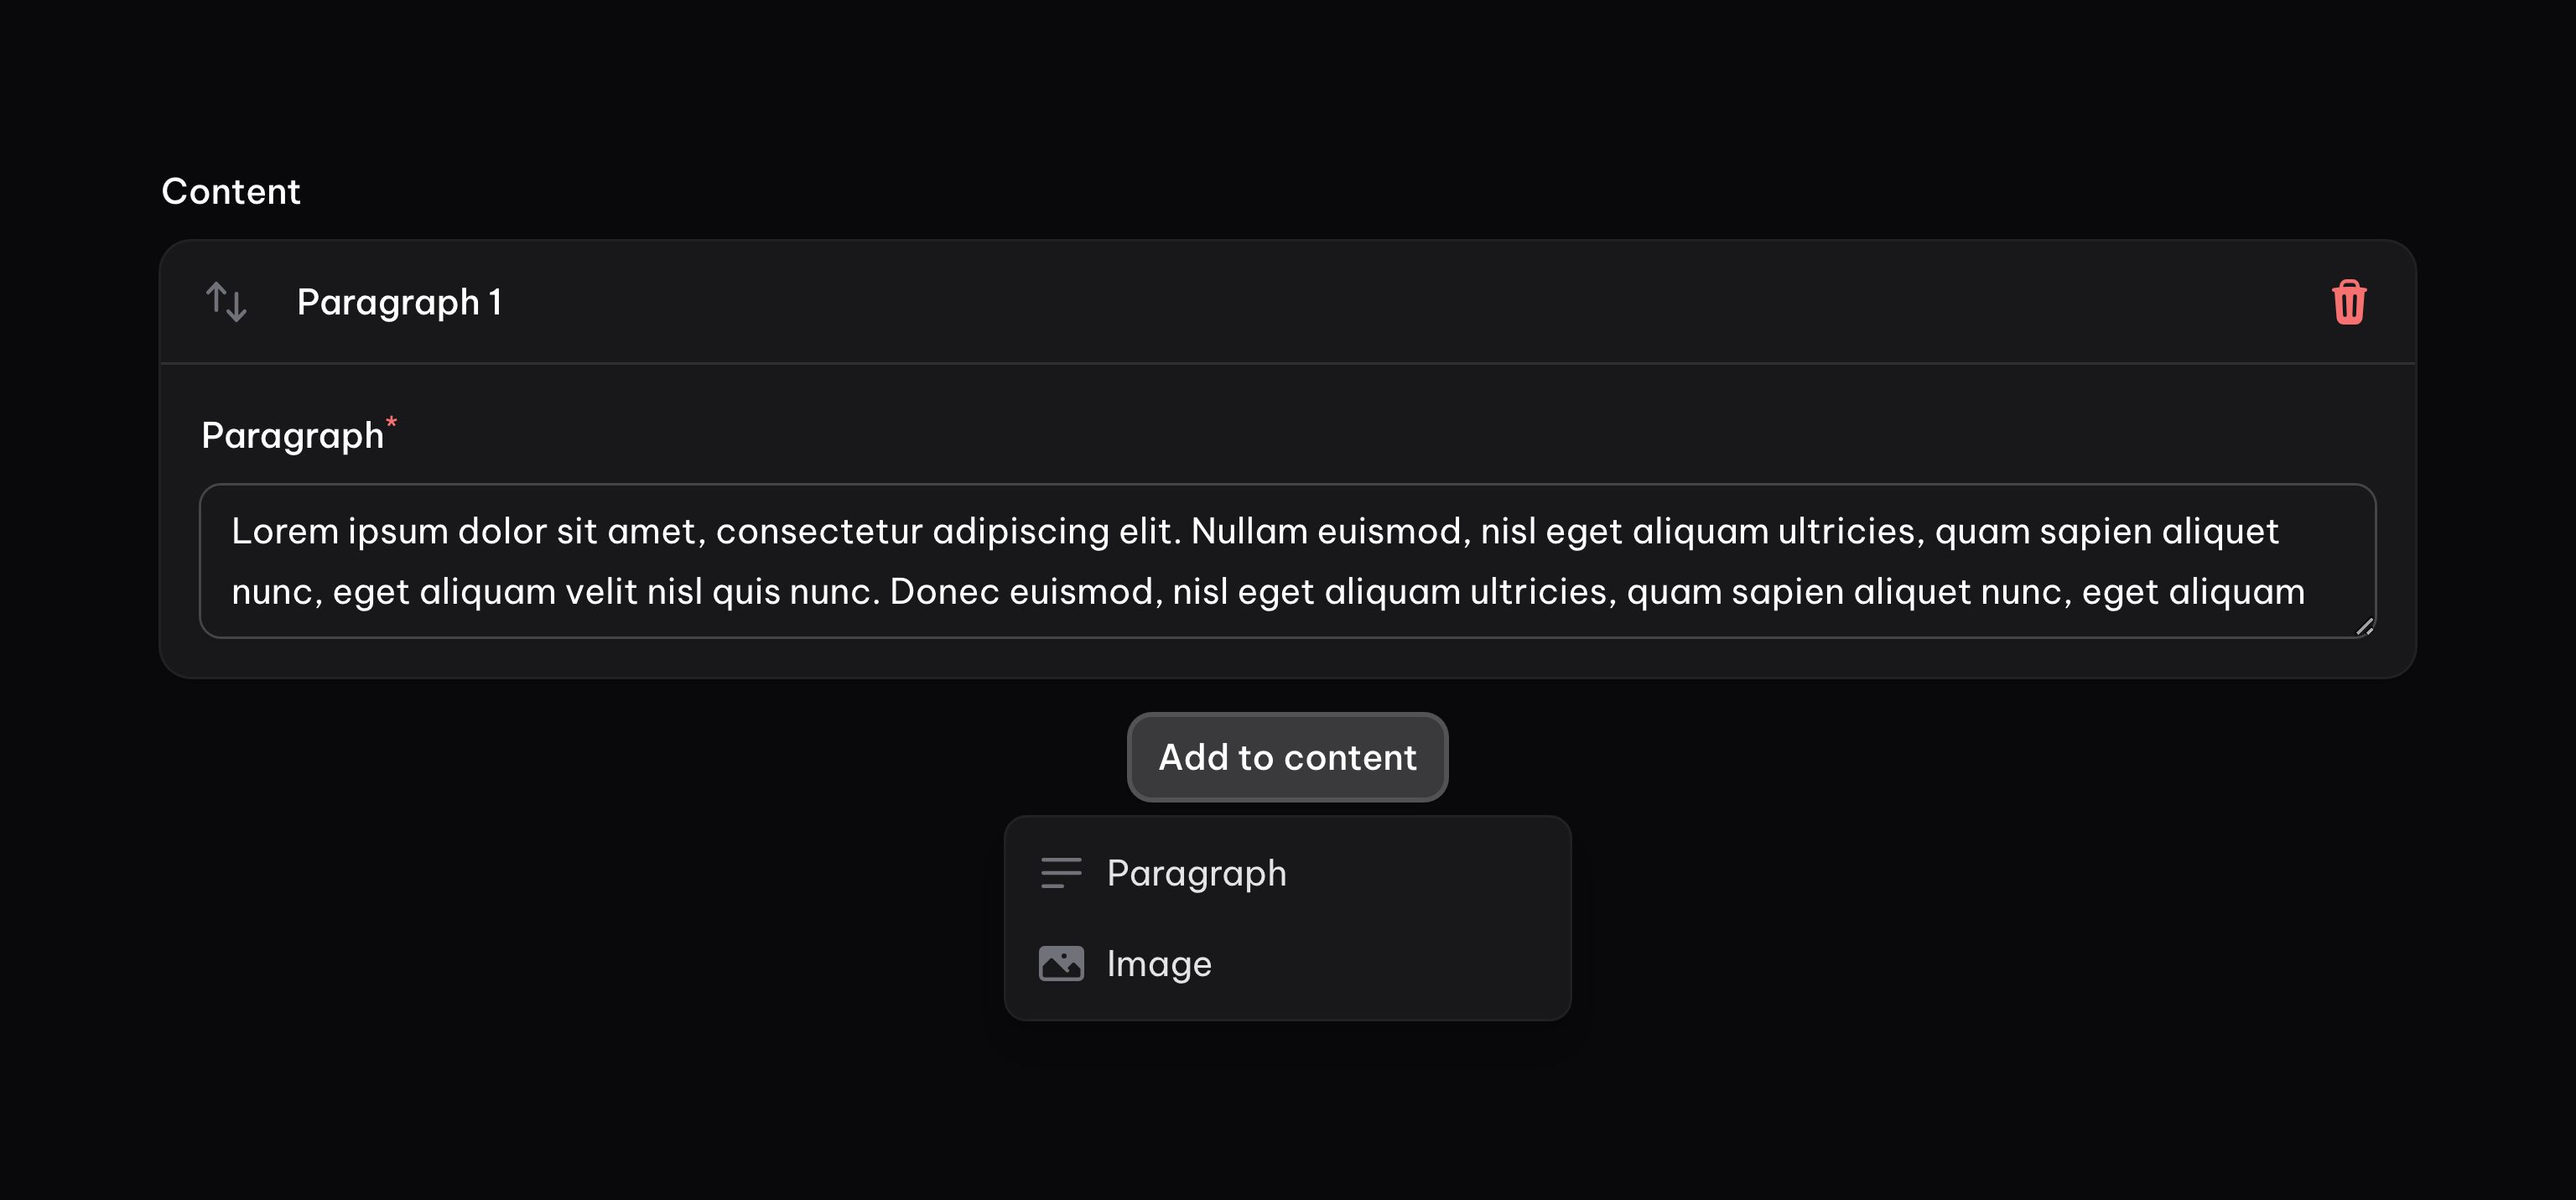 Content
Paragraph 1
Paragraph*
Lorem ipsum dolor sit amet, consectetur adipiscing elit. Nullam euismod, nisl eget aliquam ultricies, quam sapien aliquet
nunc, eget aliquam velit nisl quis nunc. Donec euismod, nisl eget aliquam ultricies, quam sapien aliquet nunc, eget aliquam
Add to content
Paragraph
Image